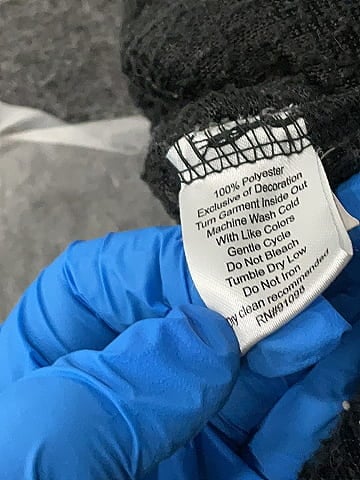 100% Polyester
Exclusive of Decoration
Turn Garment Inside Out
Machine Wash Cold
With Like Colors
Gentle Cycle
Do Not Bleach
Tumble Dry Low
Do Not Iron
clean recommended